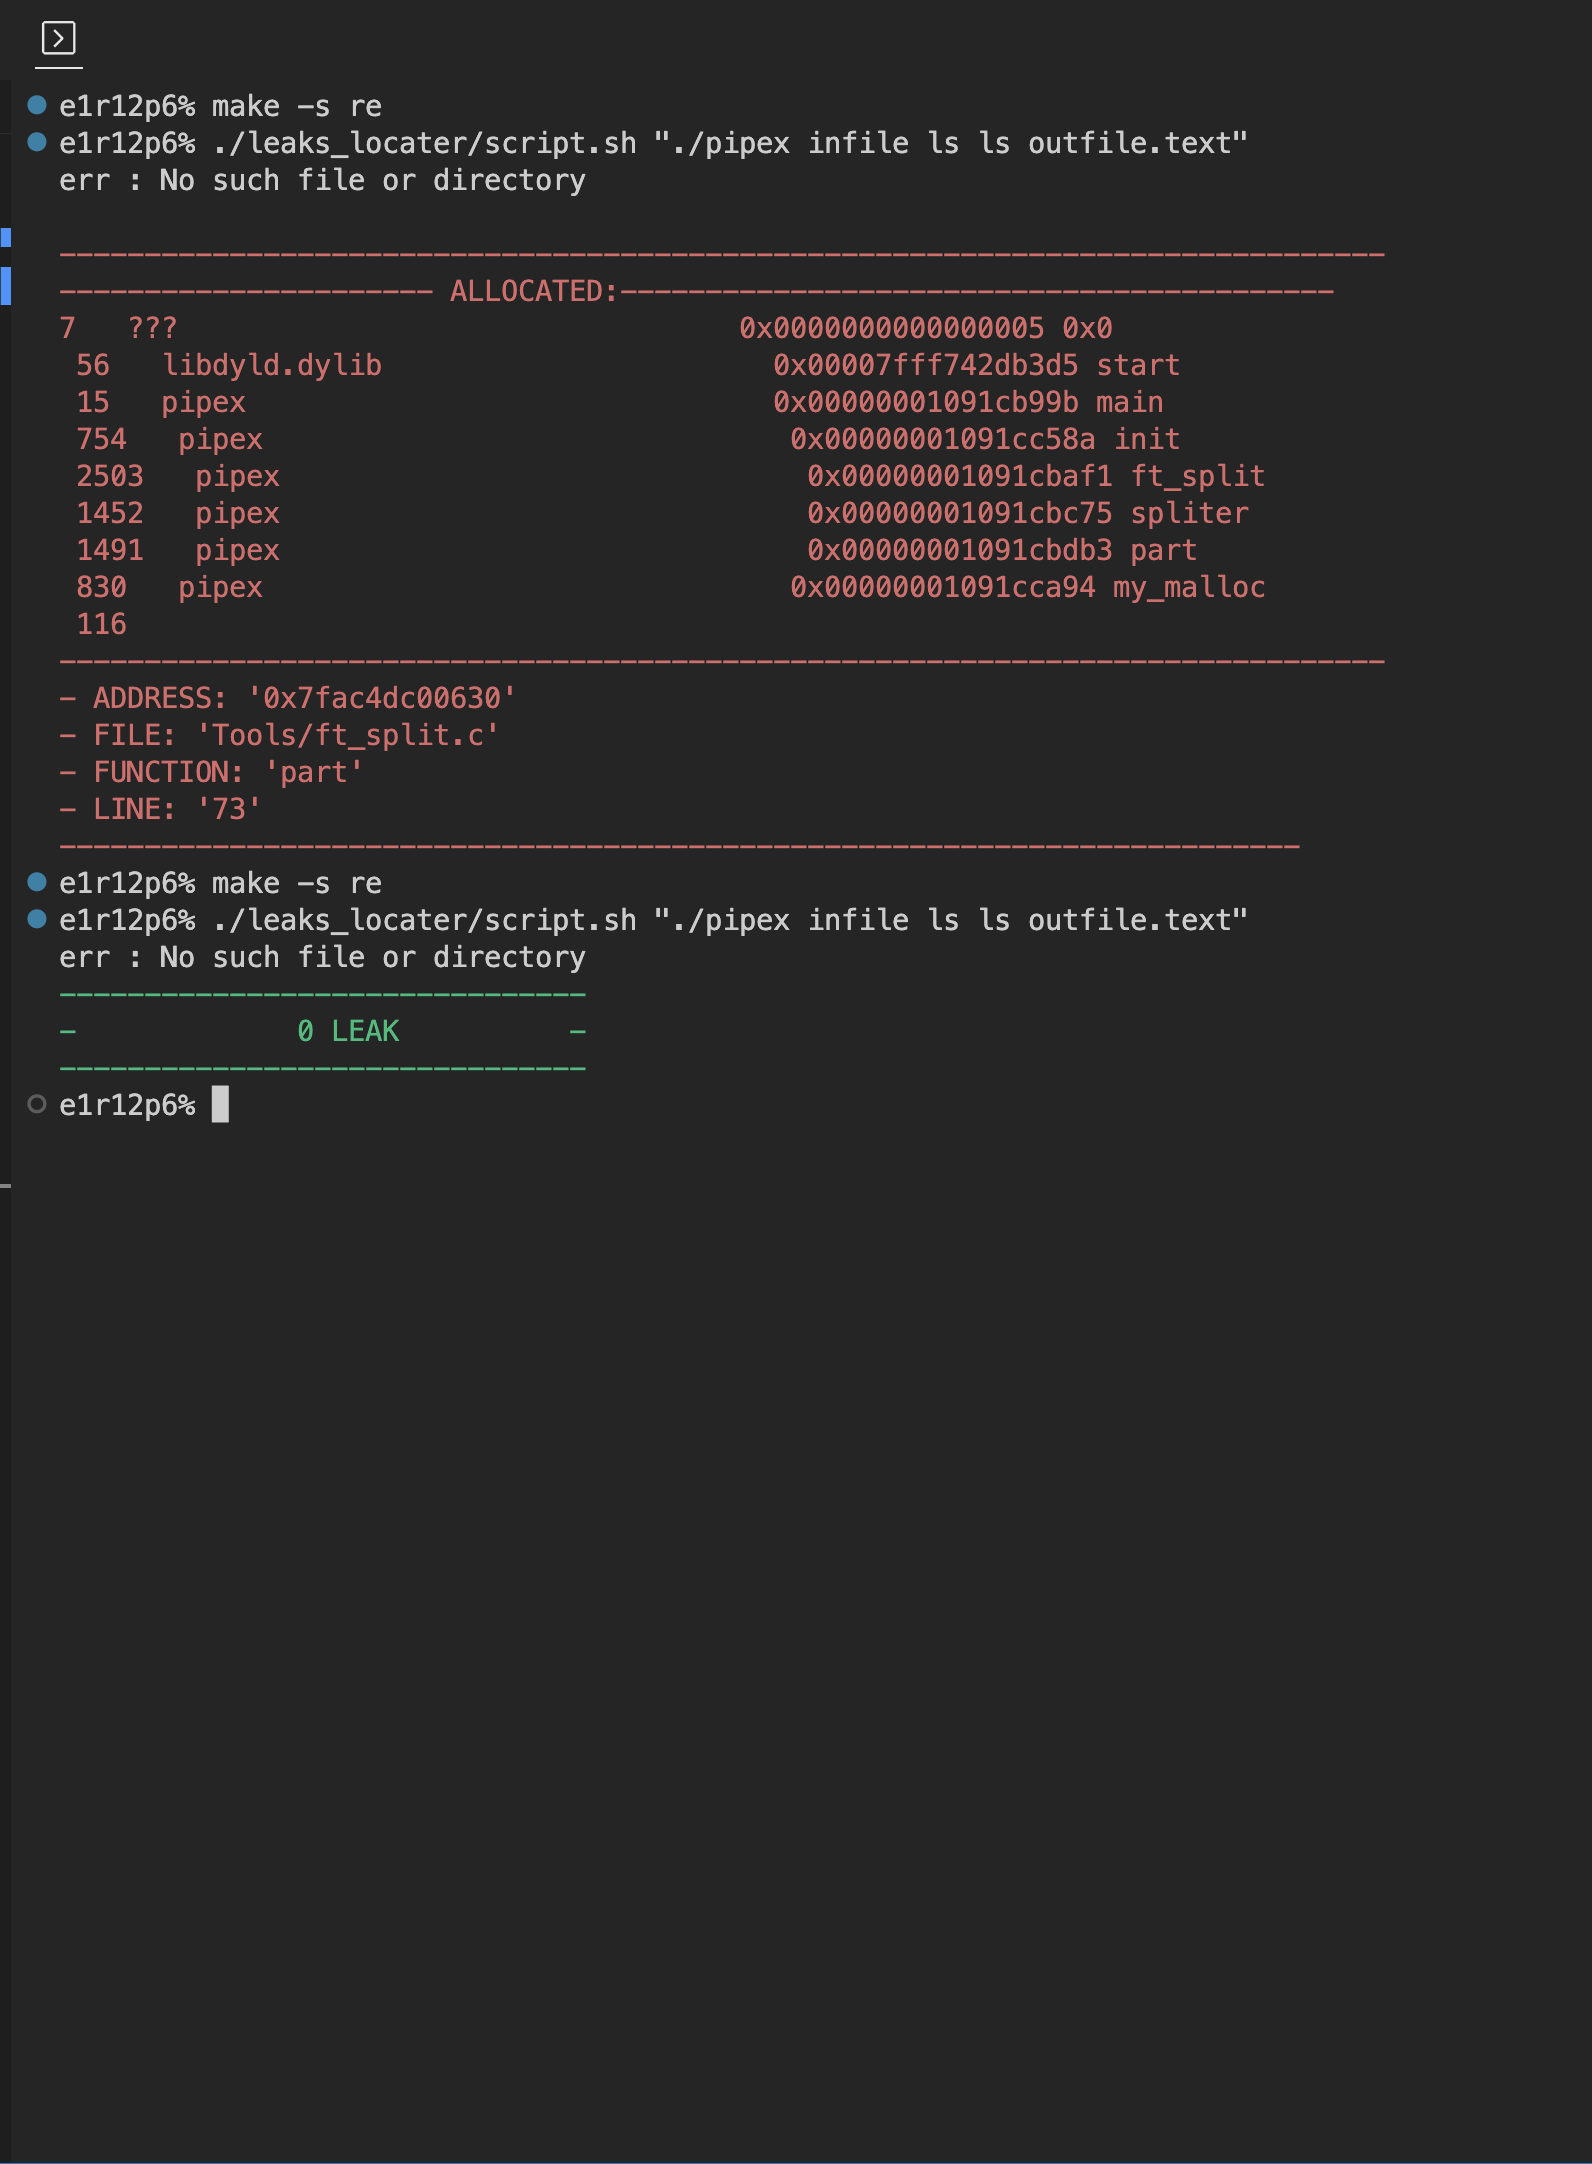 e1r12p6% make -s re
e1r12p6% ./leaks_locater/script.sh "./pipex infile ls ls outfile.text"
err : No such file or directory
------------------------------------------------------------------------------
---------------------- ALLOCATED:------------------------------------------
7   ???                                 0x0000000000000005 0x0
56   libdyld.dylib                       0x00007fff742db3d5 start
15   pipex                               0x00000001091cb99b main
754   pipex                               0x00000001091cc58a init
2503   pipex                               0x00000001091cbaf1 ft_split
1452   pipex                               0x00000001091cbc75 spliter
1491   pipex                               0x00000001091cbdb3 part
830   pipex                               0x00000001091cca94 my_malloc
116
------------------------------------------------------------------------------
- ADDRESS: '0x7fac4dc00630'
- FILE: 'Tools/ft_split.c'
- FUNCTION: 'part'
- LINE: '73'
-------------------------------------------------------------------------
e1r12p6% make -s re
e1r12p6% ./leaks_locater/script.sh "./pipex infile ls ls outfile.text"
err : No such file or directory
-------------------------------
-             0 LEAK          -
-------------------------------
e1r12p6%